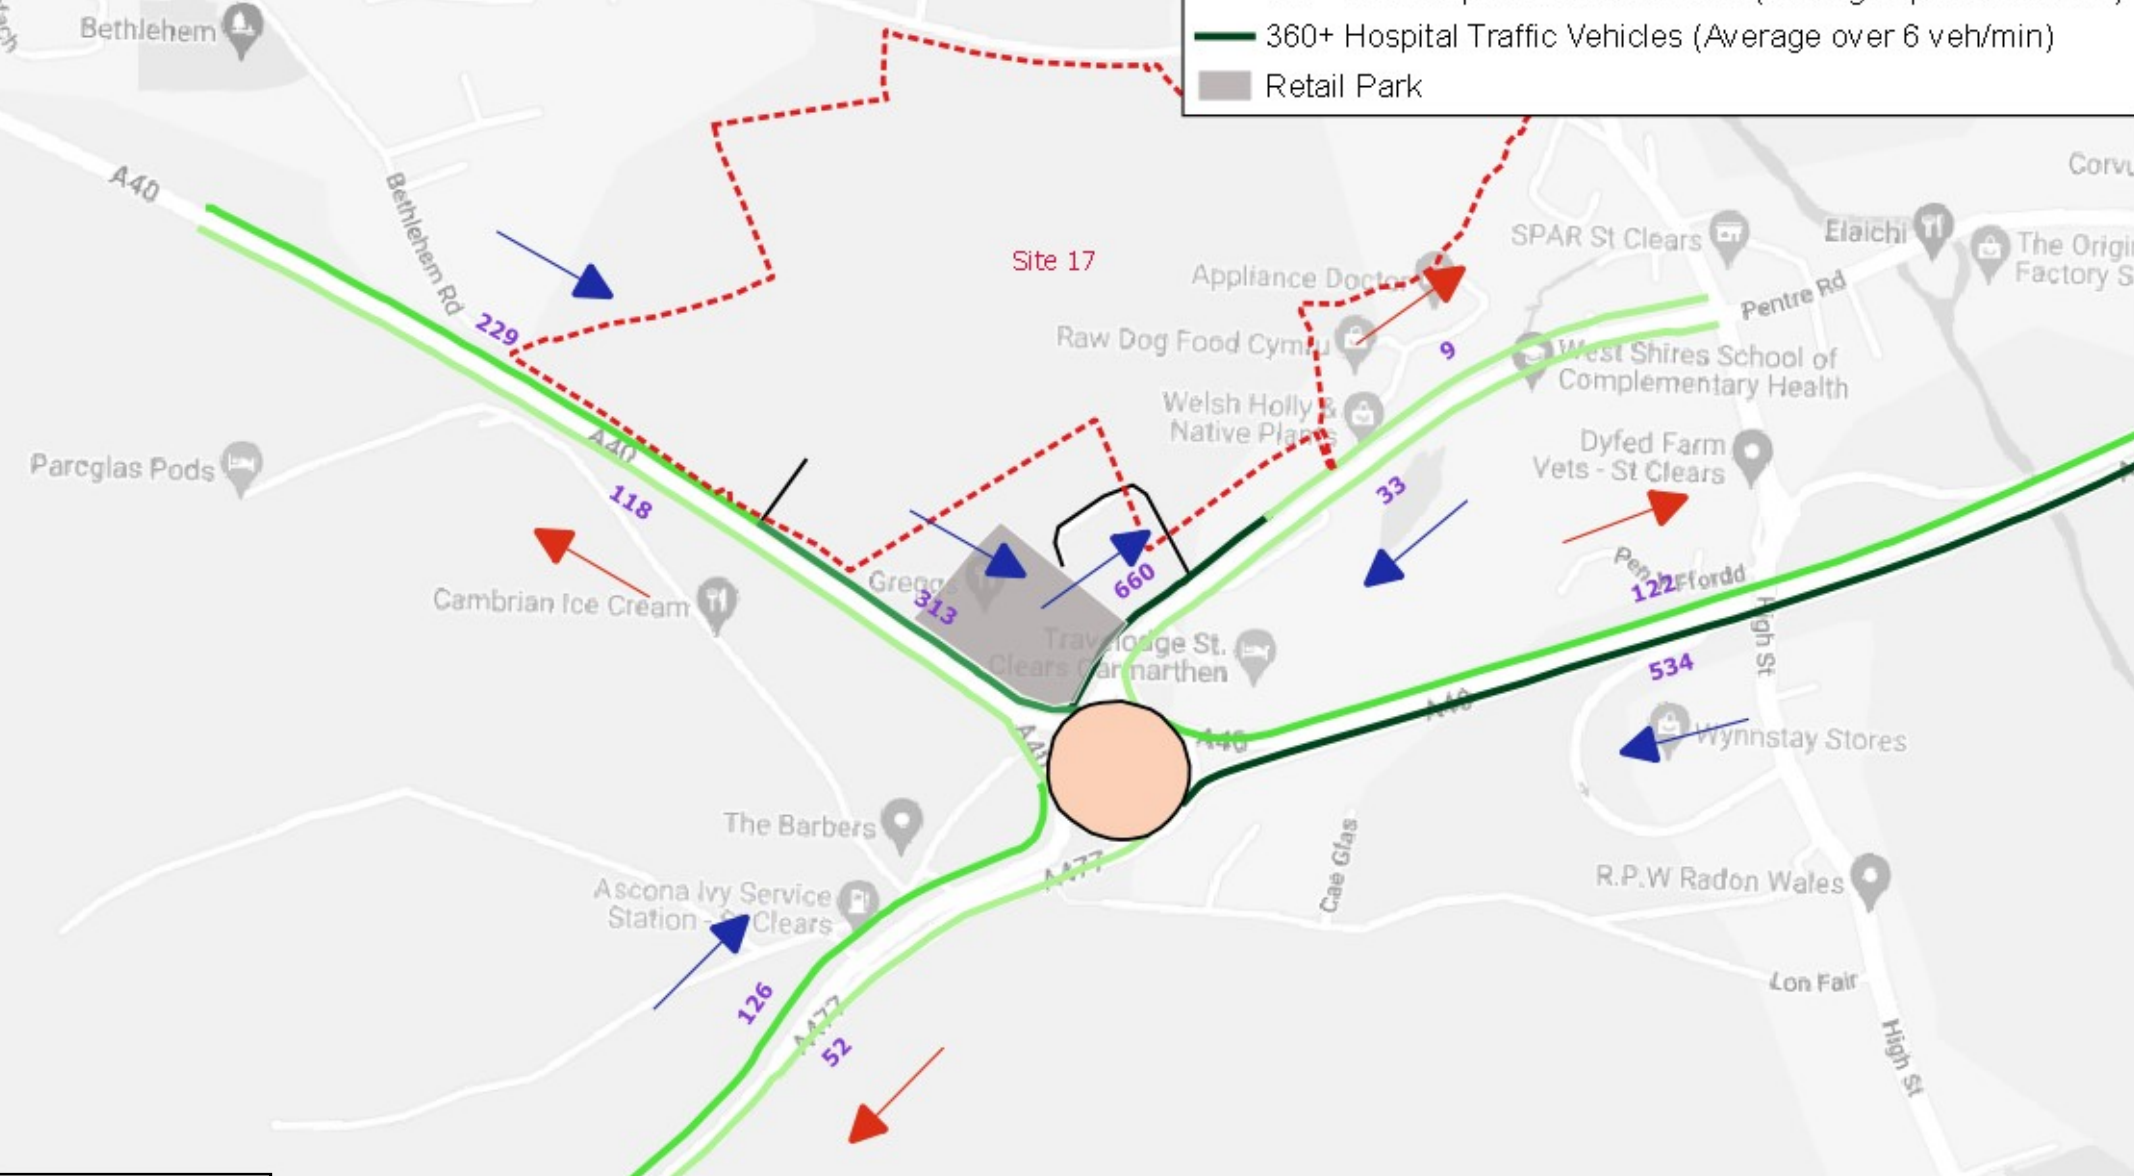 360+ Hospital Traffic Vehicles (Average over 6 veh/min)
Retail Park
Bethlehem
A40
Bethlehem Rd
229
Site 17
Appliance Doctor
SPAR St Clears
Elaichi
Corvu
The Origin
Factory S
Pentre Rd
Raw Dog Food Cymru
9
West Shires School of
Complementary Health
Welsh Holly &
Native Plants
Parcglas Pods
A40
118
33
Dyfed Farm
Vets - St Clears
Greggs
313
660
Cambrian Ice Cream
Travelodge St.
Clears Carmarthen
122
Ffordd
High St
534
A40
A40
A40
Wynnstay Stores
The Barbers
A477
Cae Glas
R.P.W Radon Wales
Ascona Ivy Service
Station - St Clears
126
A477
52
Lon Fair
High St